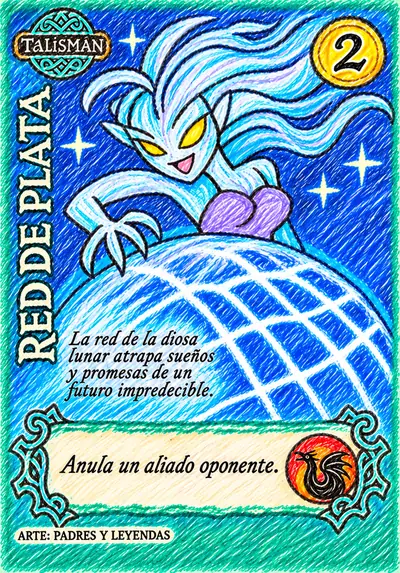 TALISMÁN
2
RED DE PLATA
La red de la diosa
lunar atrapa sueños
y promesas de un
futuro impredecible.
Anula un aliado oponente.
ARTE: PADRES Y LEYENDAS